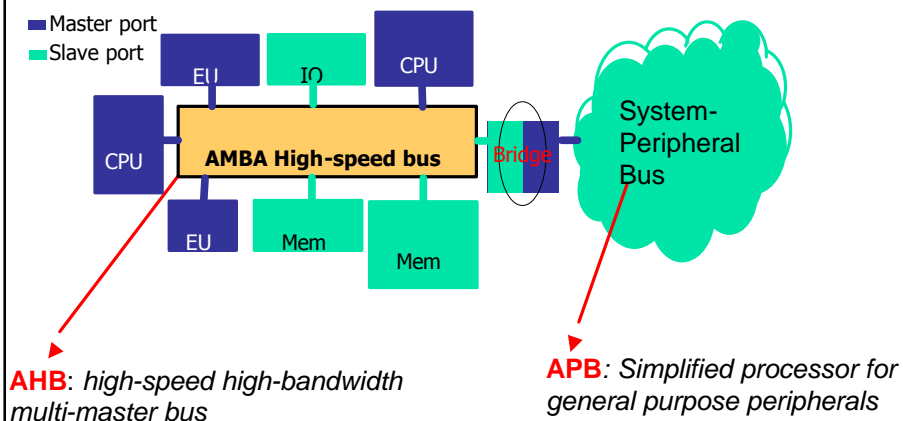 Master port
Slave port
EU
IO
CPU
CPU
AMBA High-speed bus
Bridge
System-
Peripheral
Bus
EU
Mem
Mem
AHB: high-speed high-bandwidth
multi-master bus
APB: Simplified processor for
general purpose peripherals